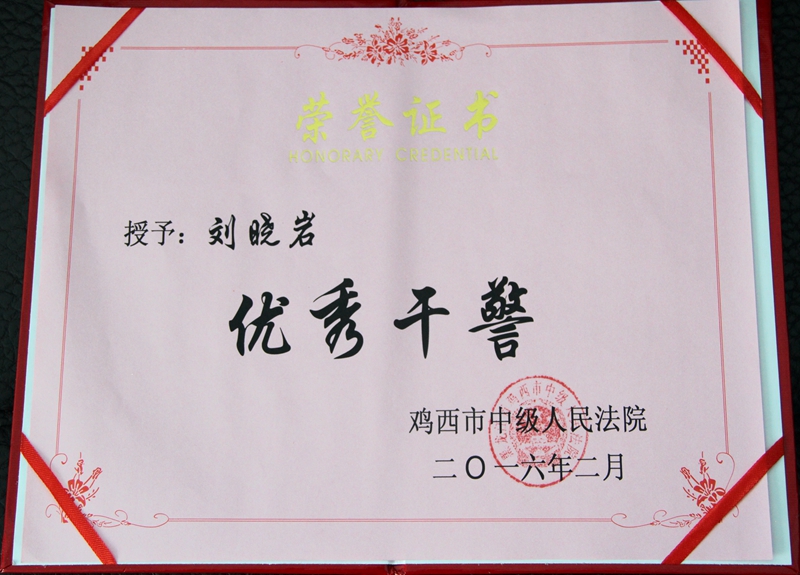 荣誉证书
HONORARY CREDENTIAL
授予：刘晓岩
优秀干警
鸡西市中级人民法院
二〇一六年二月